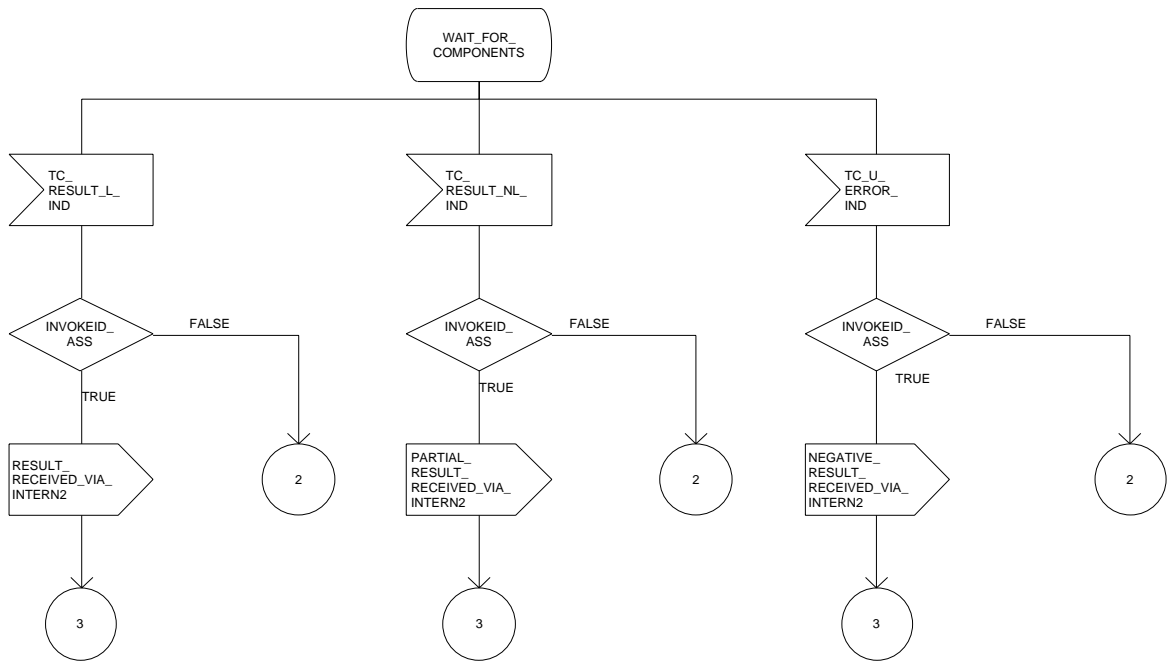 WAIT_FOR_
COMPONENTS
TC_
RESULT_L_
IND
TC_
RESULT_NL_
IND
TC_U_
ERROR_
IND
INVOKEID_
ASS
FALSE
INVOKEID_
ASS
FALSE
INVOKEID_
ASS
FALSE
TRUE
TRUE
TRUE
RESULT_
RECEIVED_VIA_
INTERN2
2
PARTIAL_
RESULT_
RECEIVED_VIA_
INTERN2
2
NEGATIVE_
RESULT_
RECEIVED_VIA_
INTERN2
2
3
3
3